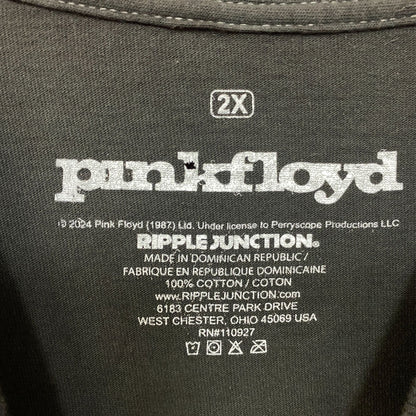 2X
pinkfloyd
© 2024 Pink Floyd (1987) Ltd. Under license to Perryscope Productions LLC
RIPPLE JUNCTION®
MADE IN DOMINICAN REPUBLIC /
FABRIQUE EN REPUBLIQUE DOMINICAINE
100% COTTON / COTON
www.RIPPLEJUNCTION.com
6183 CENTRE PARK DRIVE
WEST CHESTER, OHIO 45069 USA
RN#110927